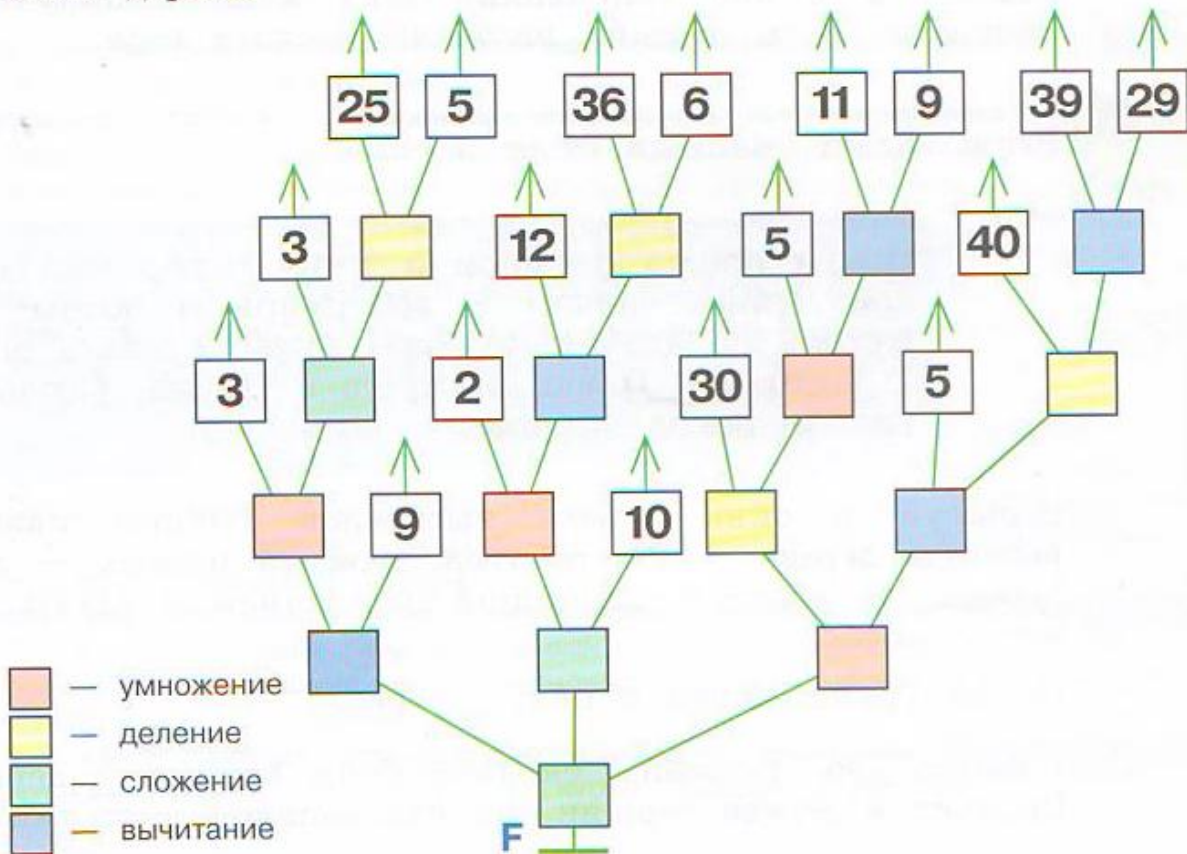 25 5 36 6 11 9 39 29
3 12 5 40
3 2 30 5
9 10
умножение
деление
сложение
вычитание
F